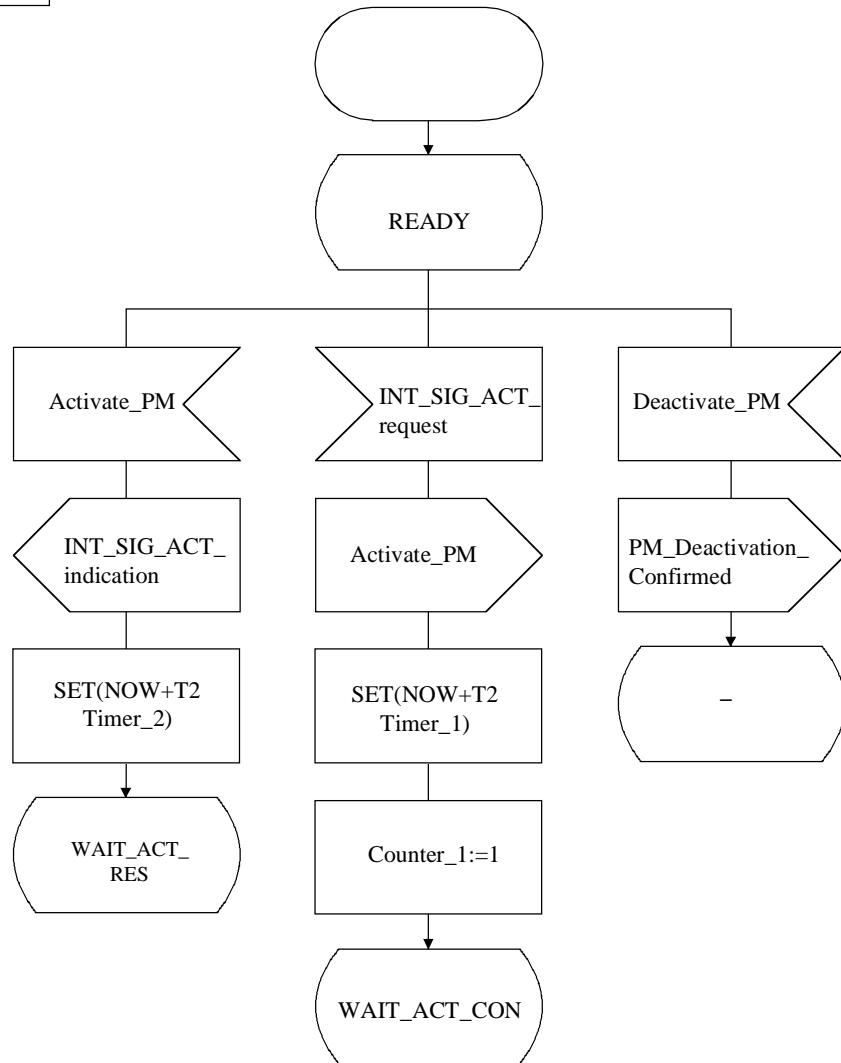 READY
Activate_PM
INT_SIG_ACT_
request
Deactivate_PM
INT_SIG_ACT_
indication
Activate_PM
PM_Deactivation_
Confirmed
SET(NOW+T2
Timer_2)
SET(NOW+T2
Timer_1)
–
WAIT_ACT_
RES
Counter_1:=1
WAIT_ACT_CON